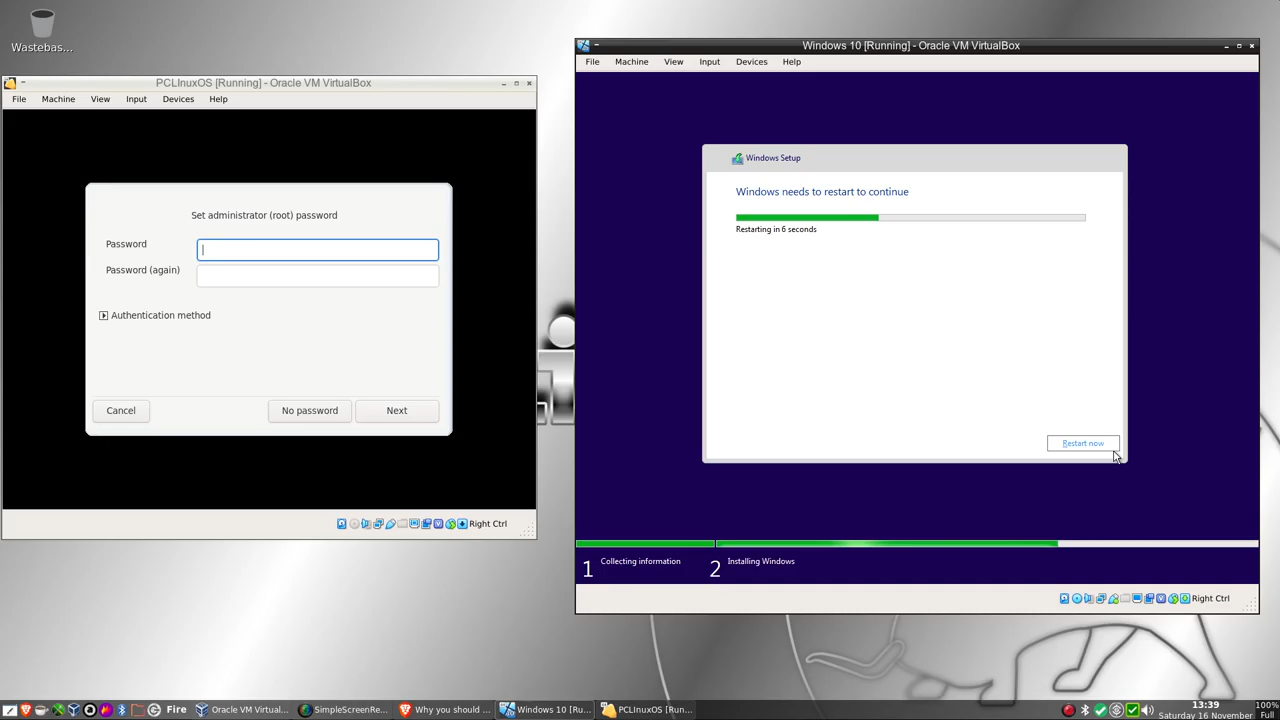 Wastebas...
PCLInuxOS [Running] - Oracle VM VirtualBox
File Machine View Input Devices Help
Set administrator (root) password
Password
Password (again)
Authentication method
Cancel No password Next
Right Ctrl
Windows 10 [Running] - Oracle VM VirtualBox
File Machine View Input Devices Help
Windows Setup
Windows needs to restart to continue
Restarting in 6 seconds
Restart now
1 Collecting information 2 Installing Windows
Right Ctrl
Fire Oracle VM Virtual... SimpleScreenRe... Why you should ... Windows 10 [Ru... PCLInuxOS [Run... 13:39 100%
Saturday 16 November Full